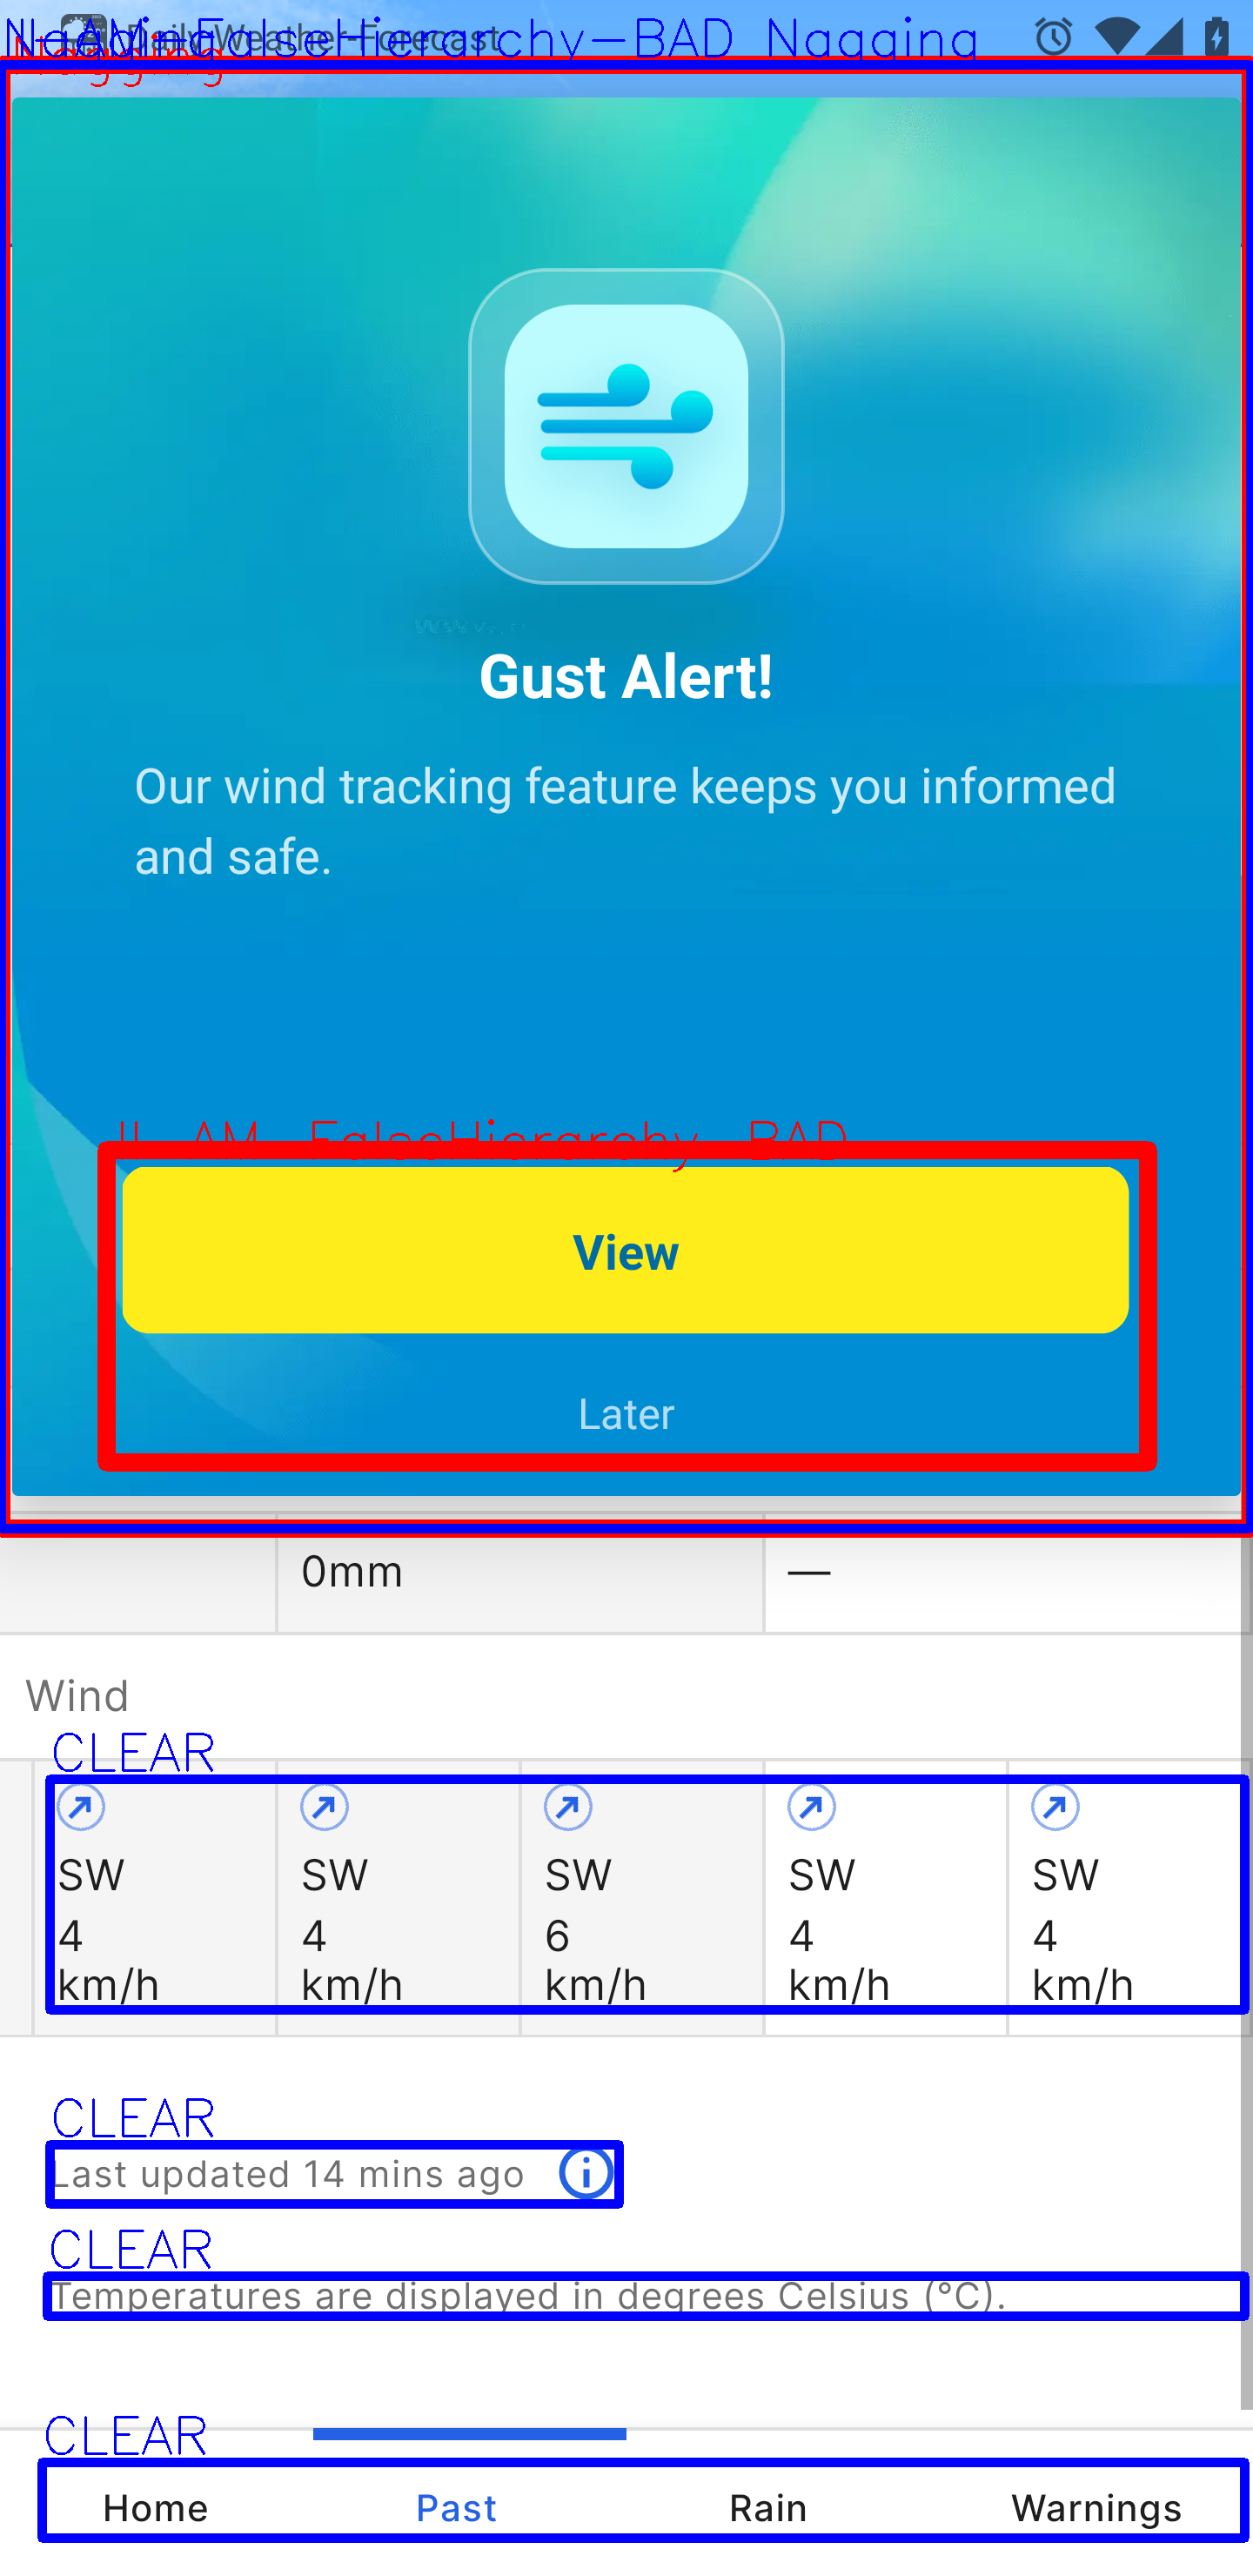 Nagging
N-AM-FalseHierarchy-BAD Nagging
Daily Weather Forecast
Gust Alert!
Our wind tracking feature keeps you informed
and safe.
II-AM-FalseHierarchy-BAD
View
Later
0mm
—
Wind
CLEAR
SW SW SW SW SW
4 4 6 4 4
km/h km/h km/h km/h km/h
CLEAR
Last updated 14 mins ago
CLEAR
Temperatures are displayed in degrees Celsius (°C).
CLEAR
Home Past Rain Warnings